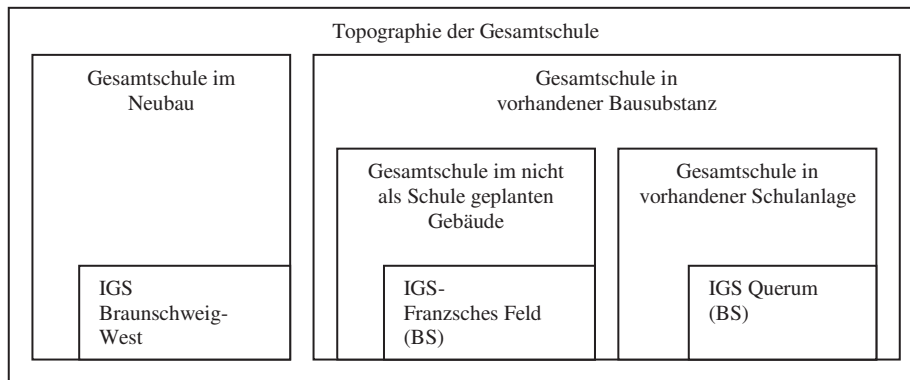 Topographie der Gesamtschule
Gesamtschule im
Neubau
IGS
Braunschweig-
West
Gesamtschule in
vorhandener Bausubstanz
Gesamtschule im nicht
als Schule geplanten
Gebäude
IGS-
Franzsches Feld
(BS)
Gesamtschule in
vorhandener Schulanlage
IGS Querum
(BS)